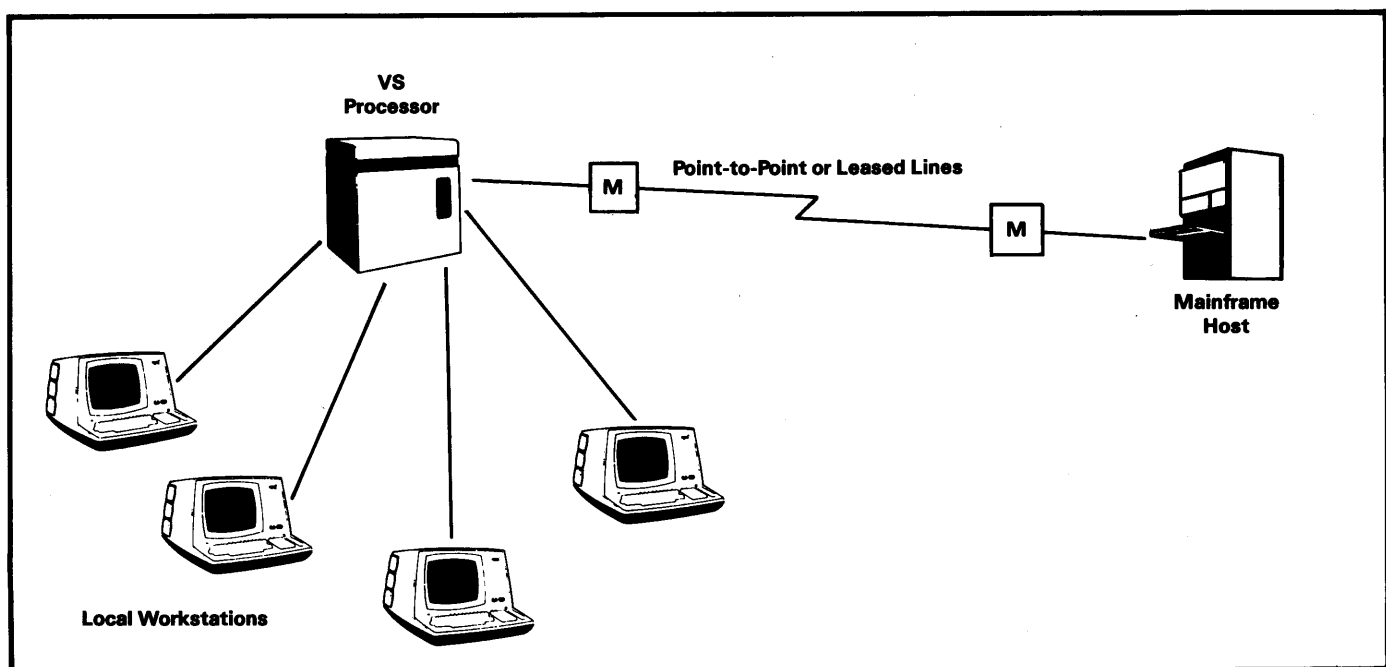 VS
Processor
M
Point-to-Point or Leased Lines
M
Mainframe
Host
Local Workstations